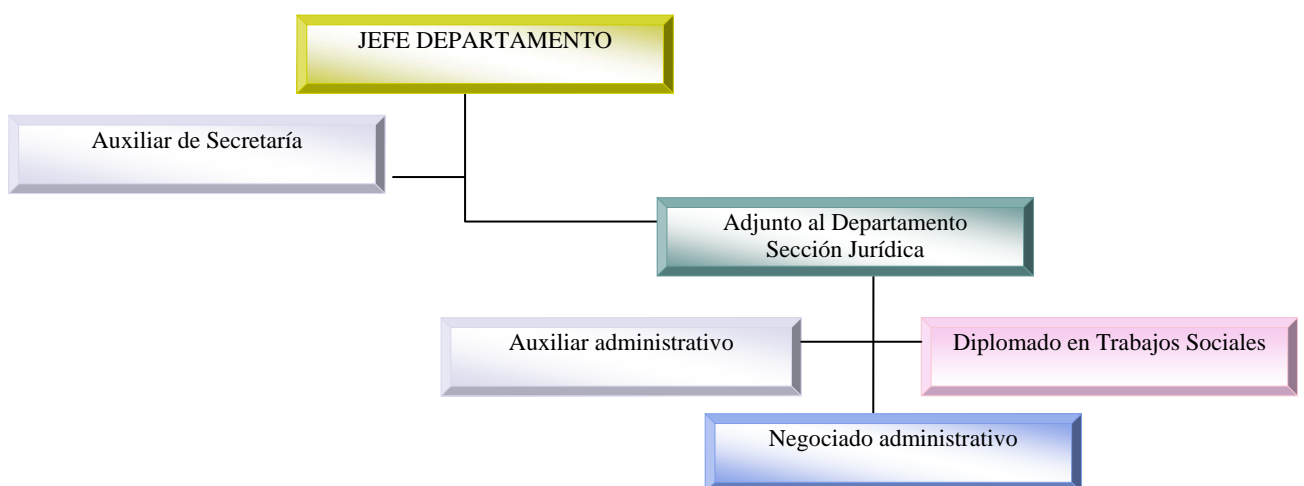 JEFE DEPARTAMENTO
Auxiliar de Secretaría
Adjunto al Departamento
Sección Jurídica
Auxiliar administrativo
Diplomado en Trabajos Sociales
Negociado administrativo